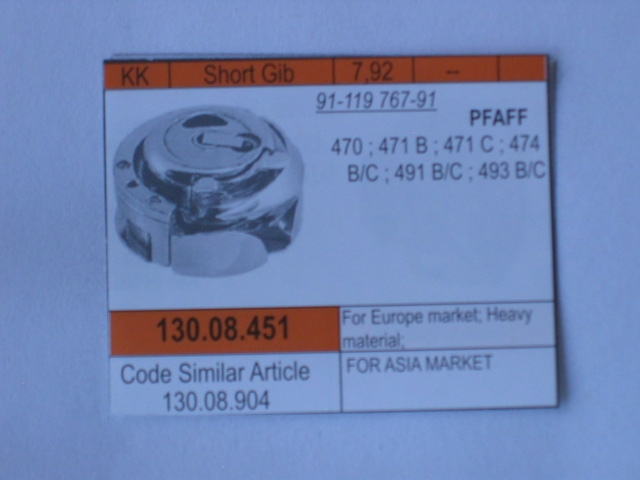 KK Short Gib 7,92 --
91-119 767-91
PFAFF
470 ; 471 B ; 471 C ; 474
B/C ; 491 B/C ; 493 B/C
130.08.451
For Europe market; Heavy
material;
Code Similar Article
130.08.904
FOR ASIA MARKET